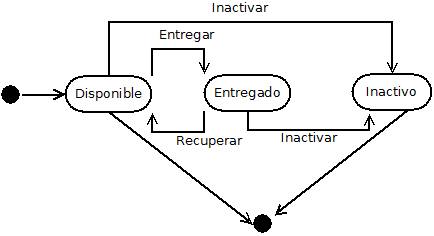 Inactivar
Entregar
Disponible
Entregado
Inactivo
Recuperar
Inactivar